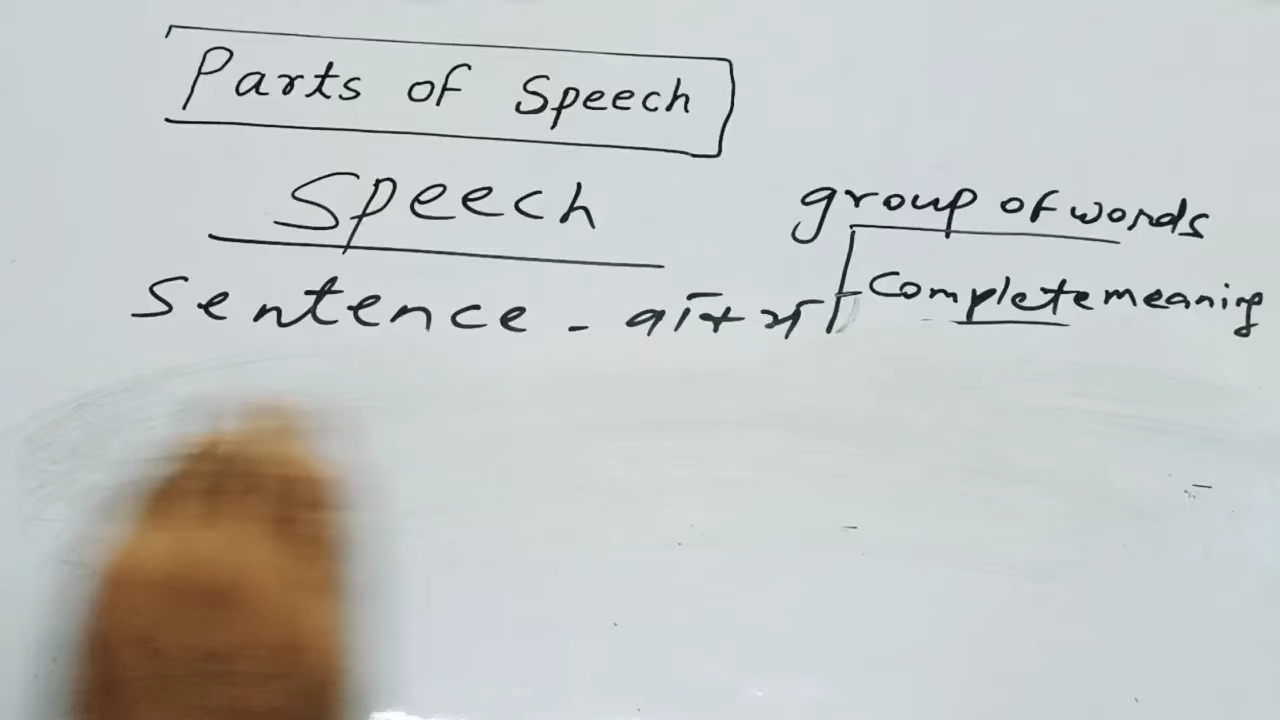 Parts of Speech
Speech
group of words
Complete meaning
Sentence -